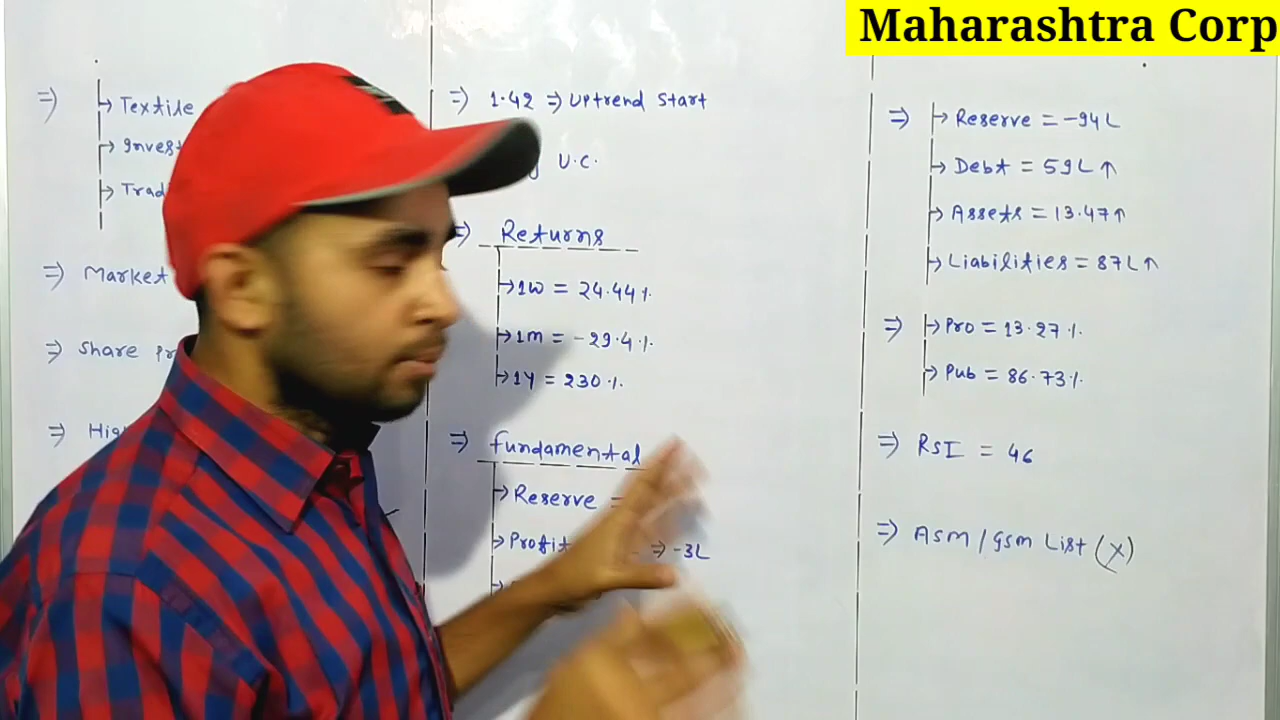 Maharashtra Corp
=> Textile
Invest
=> Market
=> Share Pr
=> Hig
=> 1.42 => Uptrend Start
U.C.
=> Returns
1W = 24.44%
1m = -29.4%
1Y = 230%
=> Fundamental
Reserve =
Profit => -3L
=> Reserve = -94L
Debt = 59L ↑
Assets = 13.47↑
Liabilities = 87L↑
=> Pro = 13.27%
Pub = 86.73%
=> RSI = 46
=> ASM / GSM List (X)